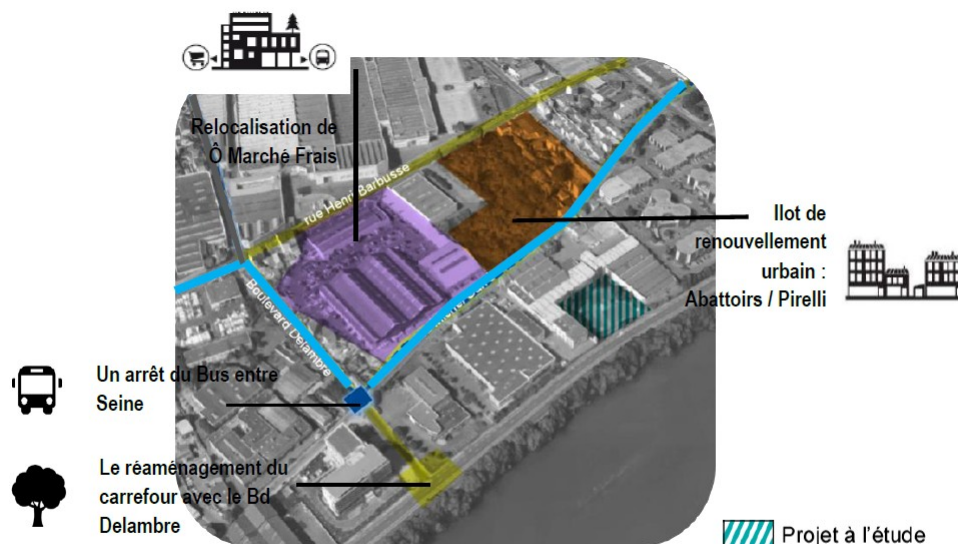 Relocalisation de
Ô Marché Frais
rue Henri Barbusse
Ilot de
renouvellement
urbain :
Abattoirs / Pirelli
Boulevard Delambre
Un arrêt du Bus entre
Seine
Le réaménagement du
carrefour avec le Bd
Delambre
Projet à l'étude